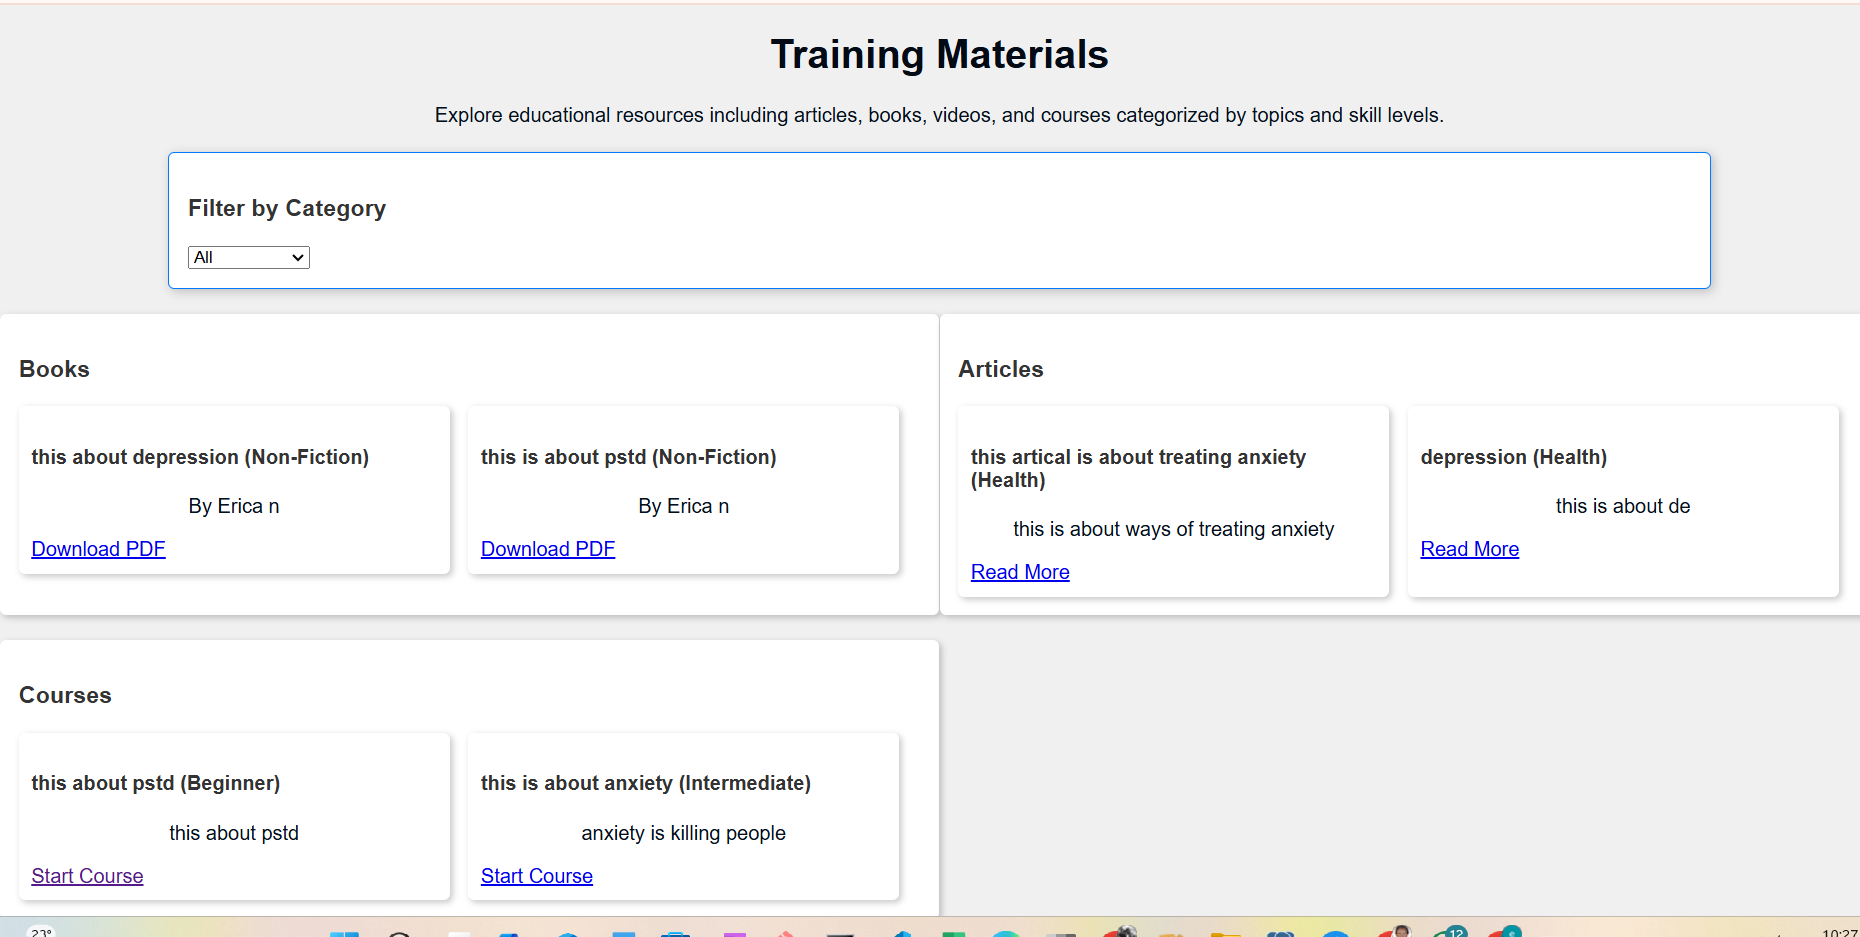 Training Materials
Explore educational resources including articles, books, videos, and courses categorized by topics and skill levels.
Filter by Category
All
Books
this about depression (Non-Fiction)
By Erica n
Download PDF
this is about pstd (Non-Fiction)
By Erica n
Download PDF
Articles
this artical is about treating anxiety
(Health)
this is about ways of treating anxiety
Read More
depression (Health)
this is about de
Read More
Courses
this about pstd (Beginner)
this about pstd
Start Course
this is about anxiety (Intermediate)
anxiety is killing people
Start Course
23°
12
10:27